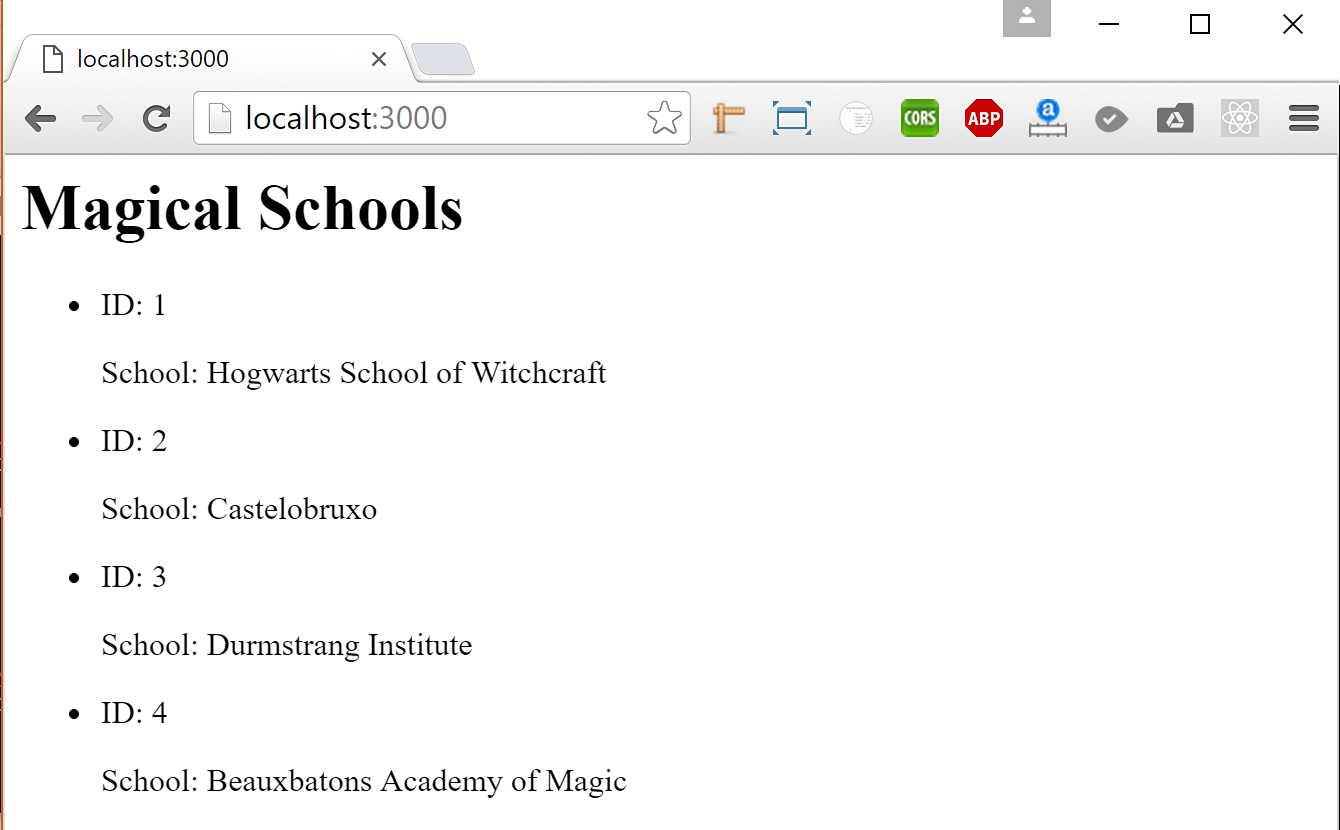 localhost:3000
localhost:3000
CORS
ABP
a
Magical Schools
ID: 1
School: Hogwarts School of Witchcraft
ID: 2
School: Castelobruxo
ID: 3
School: Durmstrang Institute
ID: 4
School: Beauxbatons Academy of Magic